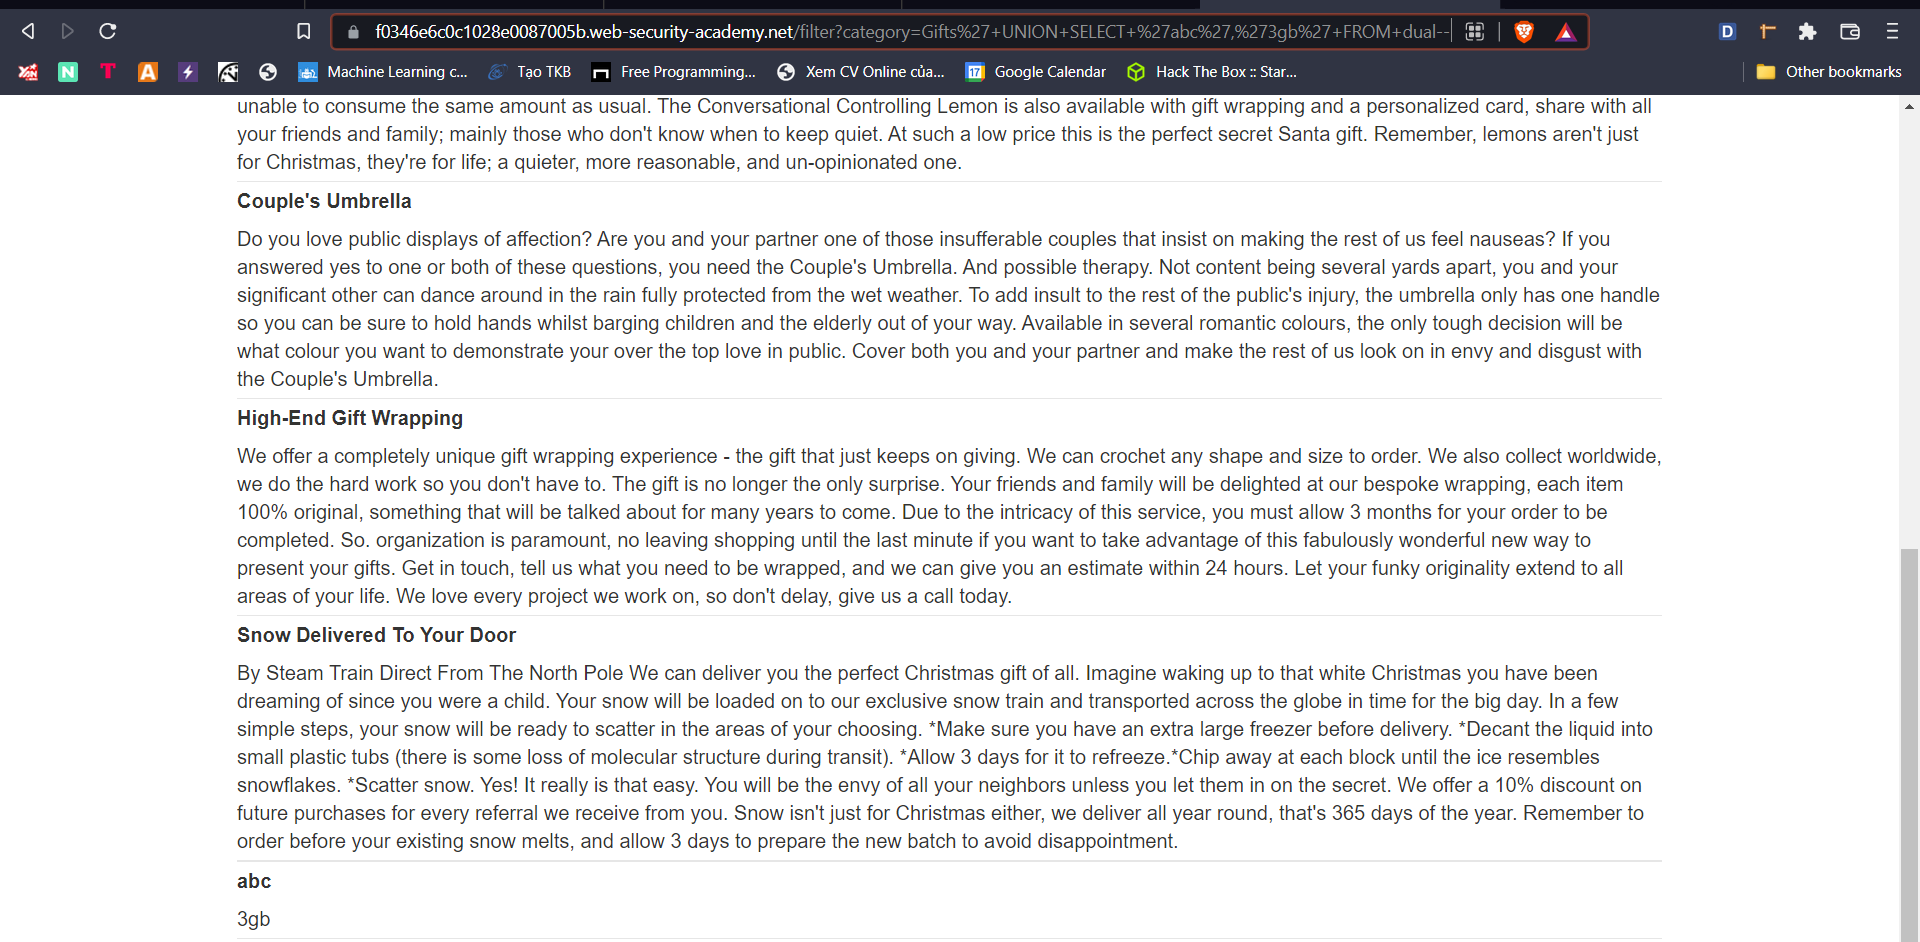 f0346e6c0c1028e0087005b.web-security-academy.net/filter?category=Gifts%27+UNION+SELECT+%27abc%27,%273gb%27+FROM+dual--
Machine Learning c...
Tạo TKB
Free Programming...
Xem CV Online của...
17
Google Calendar
Hack The Box :: Star...
Other bookmarks
unable to consume the same amount as usual. The Conversational Controlling Lemon is also available with gift wrapping and a personalized card, share with all
your friends and family; mainly those who don't know when to keep quiet. At such a low price this is the perfect secret Santa gift. Remember, lemons aren't just
for Christmas, they're for life; a quieter, more reasonable, and un-opinionated one.
Couple's Umbrella
Do you love public displays of affection? Are you and your partner one of those insufferable couples that insist on making the rest of us feel nauseas? If you
answered yes to one or both of these questions, you need the Couple's Umbrella. And possible therapy. Not content being several yards apart, you and your
significant other can dance around in the rain fully protected from the wet weather. To add insult to the rest of the public's injury, the umbrella only has one handle
so you can be sure to hold hands whilst barging children and the elderly out of your way. Available in several romantic colours, the only tough decision will be
what colour you want to demonstrate your over the top love in public. Cover both you and your partner and make the rest of us look on in envy and disgust with
the Couple's Umbrella.
High-End Gift Wrapping
We offer a completely unique gift wrapping experience - the gift that just keeps on giving. We can crochet any shape and size to order. We also collect worldwide,
we do the hard work so you don't have to. The gift is no longer the only surprise. Your friends and family will be delighted at our bespoke wrapping, each item
100% original, something that will be talked about for many years to come. Due to the intricacy of this service, you must allow 3 months for your order to be
completed. So. organization is paramount, no leaving shopping until the last minute if you want to take advantage of this fabulously wonderful new way to
present your gifts. Get in touch, tell us what you need to be wrapped, and we can give you an estimate within 24 hours. Let your funky originality extend to all
areas of your life. We love every project we work on, so don't delay, give us a call today.
Snow Delivered To Your Door
By Steam Train Direct From The North Pole We can deliver you the perfect Christmas gift of all. Imagine waking up to that white Christmas you have been
dreaming of since you were a child. Your snow will be loaded on to our exclusive snow train and transported across the globe in time for the big day. In a few
simple steps, your snow will be ready to scatter in the areas of your choosing. *Make sure you have an extra large freezer before delivery. *Decant the liquid into
small plastic tubs (there is some loss of molecular structure during transit). *Allow 3 days for it to refreeze.*Chip away at each block until the ice resembles
snowflakes. *Scatter snow. Yes! It really is that easy. You will be the envy of all your neighbors unless you let them in on the secret. We offer a 10% discount on
future purchases for every referral we receive from you. Snow isn't just for Christmas either, we deliver all year round, that's 365 days of the year. Remember to
order before your existing snow melts, and allow 3 days to prepare the new batch to avoid disappointment.
abc
3gb